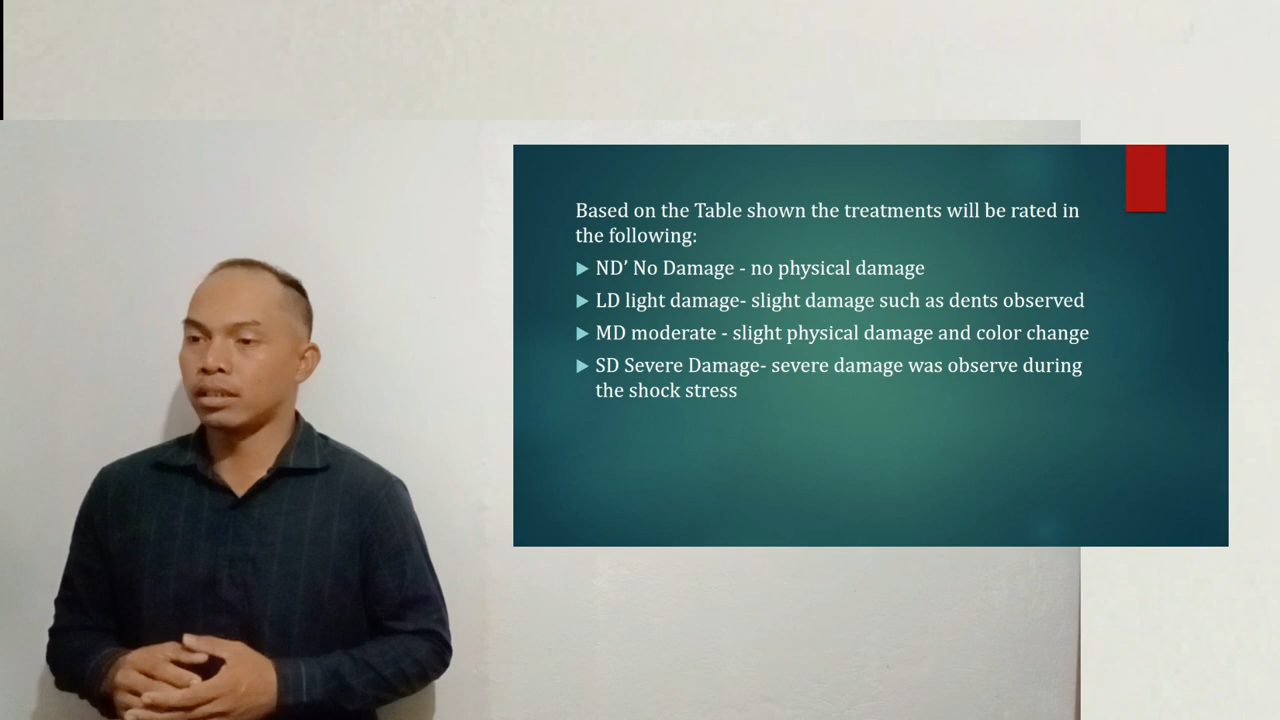 Based on the Table shown the treatments will be rated in
the following:
ND’ No Damage - no physical damage
LD light damage- slight damage such as dents observed
MD moderate - slight physical damage and color change
SD Severe Damage- severe damage was observe during
the shock stress